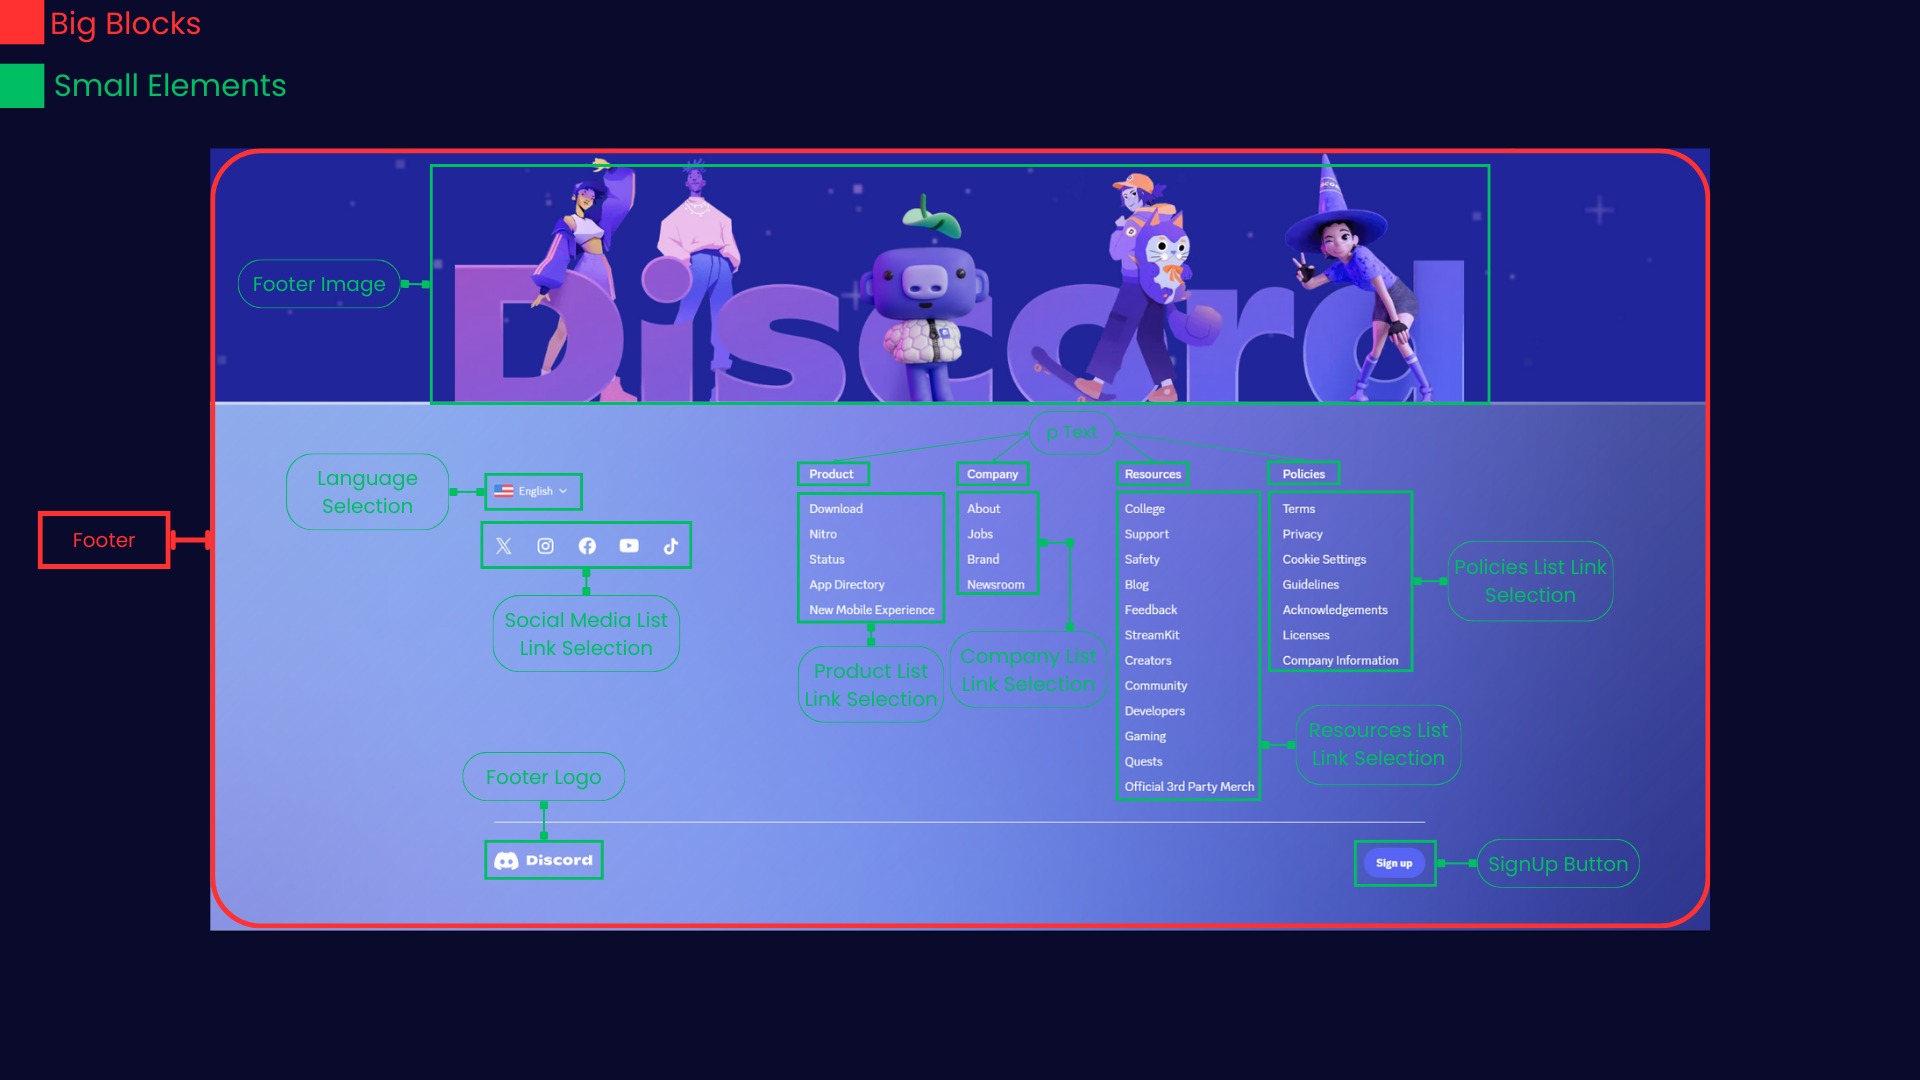 Big Blocks
Small Elements
Discord
Footer Image
p Text
Language
Selection
English
Footer
Social Media List
Link Selection
Product
Download
Nitro
Status
App Directory
New Mobile Experience
Product List
Link Selection
Company
About
Jobs
Brand
Newsroom
Company List
Link Selection
Resources
College
Support
Safety
Blog
Feedback
StreamKit
Creators
Community
Developers
Gaming
Quests
Official 3rd Party Merch
Policies
Terms
Privacy
Cookie Settings
Guidelines
Acknowledgements
Licenses
Company Information
Policies List Link
Selection
Resources List
Link Selection
Footer Logo
Discord
Sign up
SignUp Button